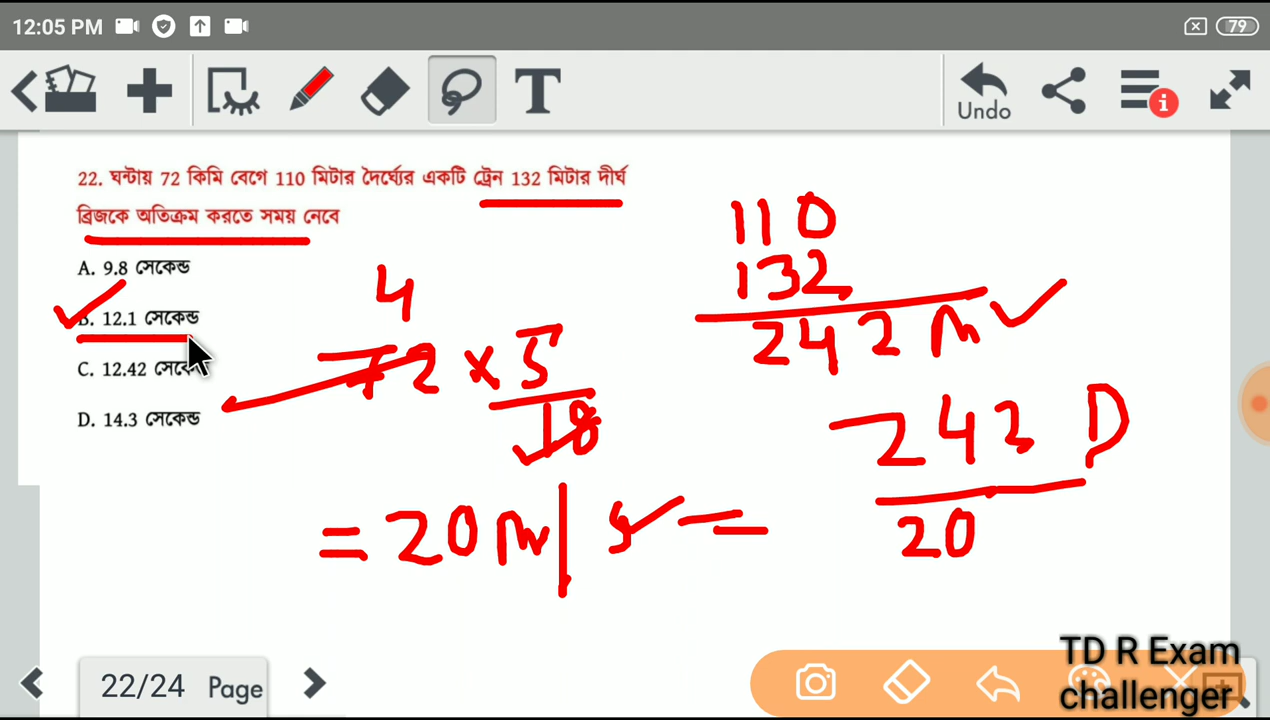 12:05 PM
79
T
Undo
22. ঘন্টায় 72 কিমি বেগে 110 মিটার দৈর্ঘ্যের একটি ট্রেন 132 মিটার দীর্ঘ
ব্রিজকে অতিক্রম করতে সময় নেবে
A. 9.8 সেকেন্ড
B. 12.1 সেকেন্ড
C. 12.42 সেকে
D. 14.3 সেকেন্ড
110
132
242 m
4
72 x 5
18
= 20 m/s =
243 D
20
22/24 Page
TD R Exam
challenger